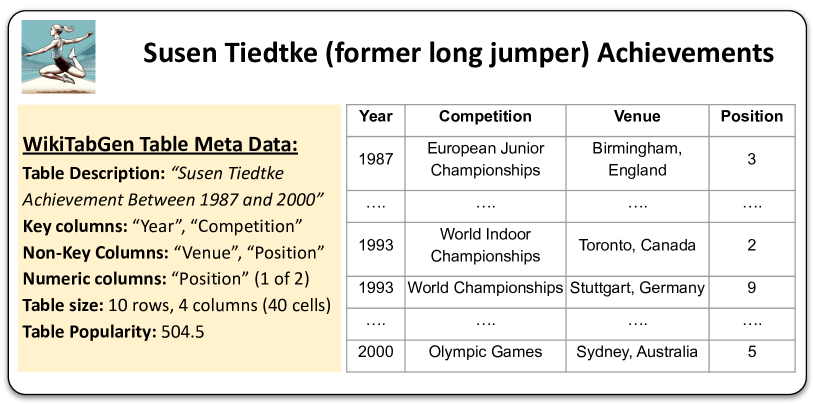 Susen Tiedtke (former long jumper) Achievements
WikiTabGen Table Meta Data:
Table Description: “Susen Tiedtke
Achievement Between 1987 and 2000”
Key columns: “Year”, “Competition”
Non-Key Columns: “Venue”, “Position”
Numeric columns: “Position” (1 of 2)
Table size: 10 rows, 4 columns (40 cells)
Table Popularity: 504.5
Year Competition Venue Position
1987 European Junior Championships Birmingham, England 3
.... .... .... ....
1993 World Indoor Championships Toronto, Canada 2
1993 World Championships Stuttgart, Germany 9
.... .... .... ....
2000 Olympic Games Sydney, Australia 5